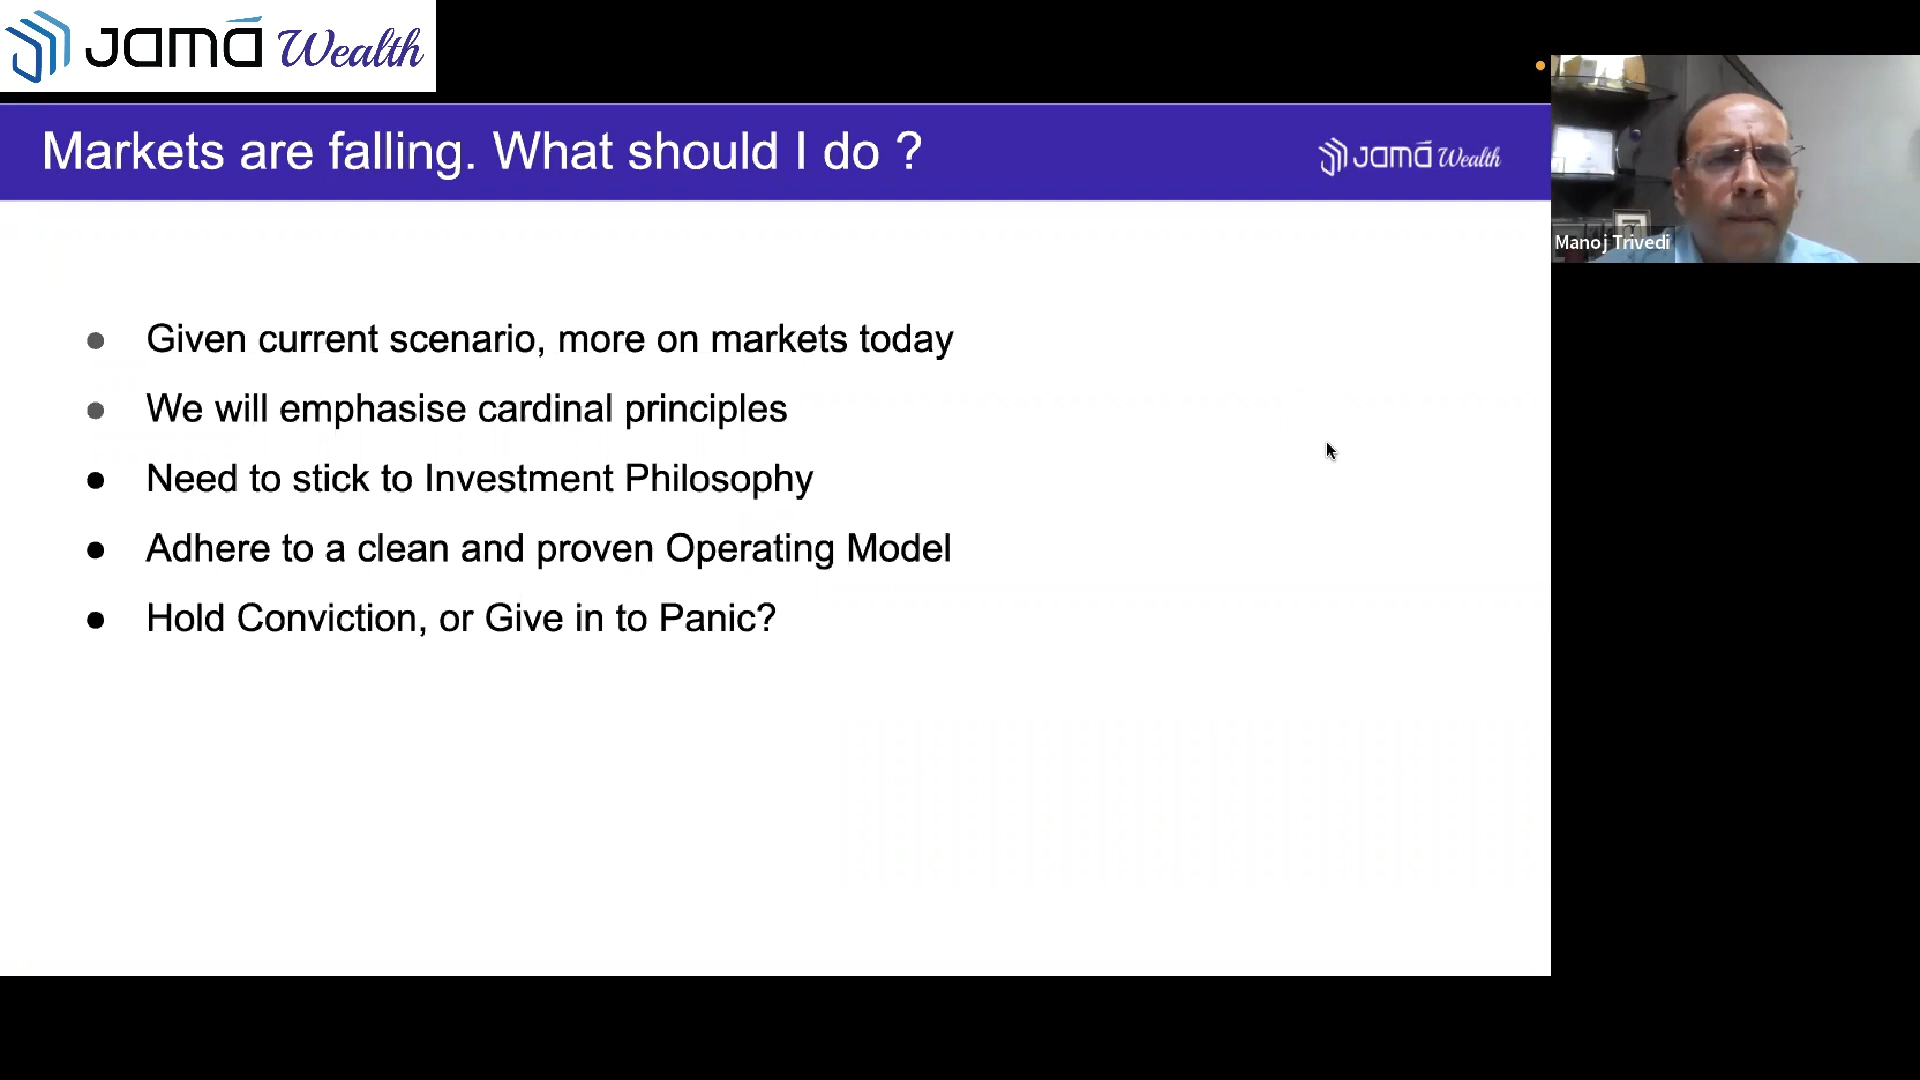 Jamā Wealth
Markets are falling. What should I do ?
Jamā Wealth
Manoj Trivedi
● Given current scenario, more on markets today
● We will emphasise cardinal principles
● Need to stick to Investment Philosophy
● Adhere to a clean and proven Operating Model
● Hold Conviction, or Give in to Panic?